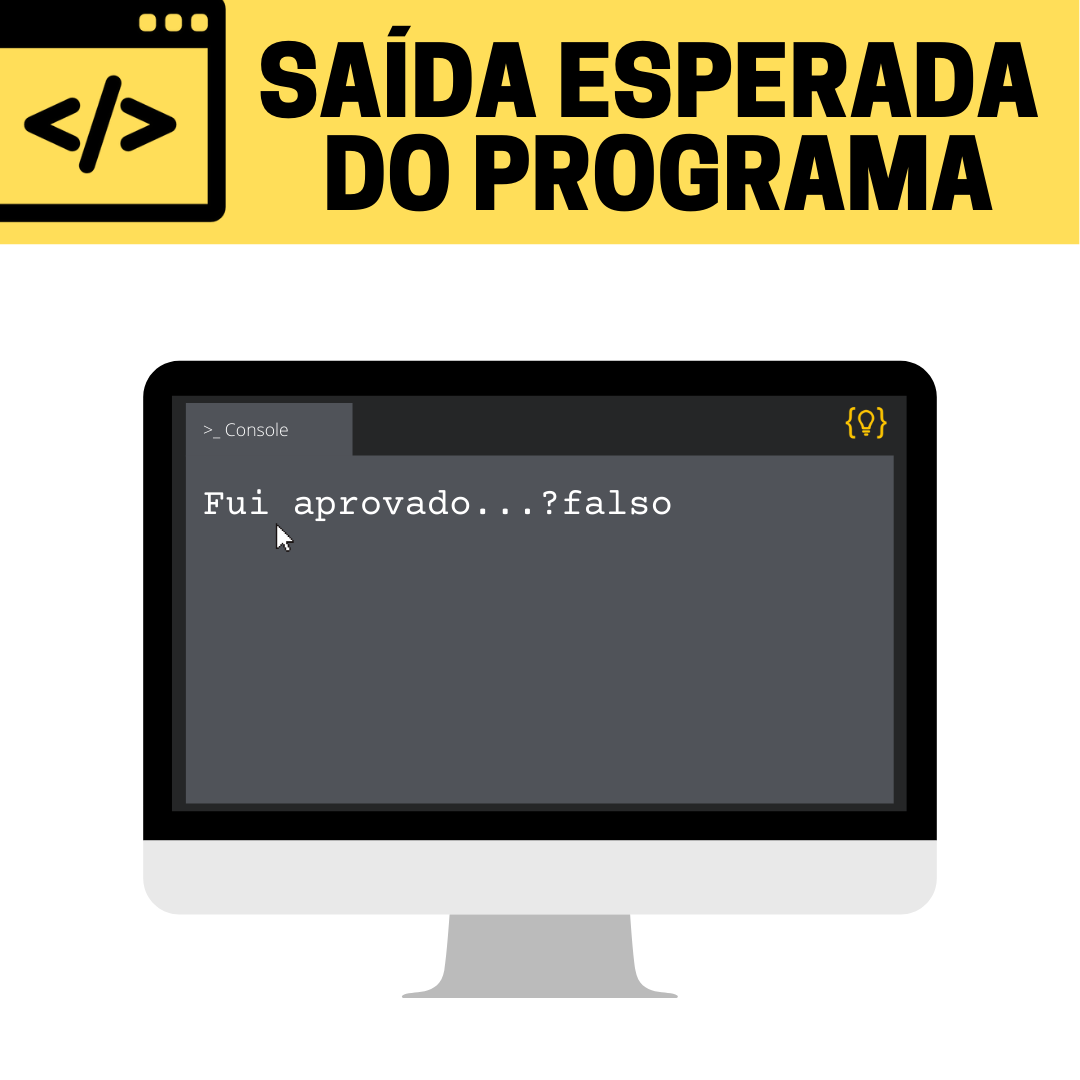 </>
SAÍDA ESPERADA
DO PROGRAMA
>_ Console
{ }
Fui aprovado...?falso